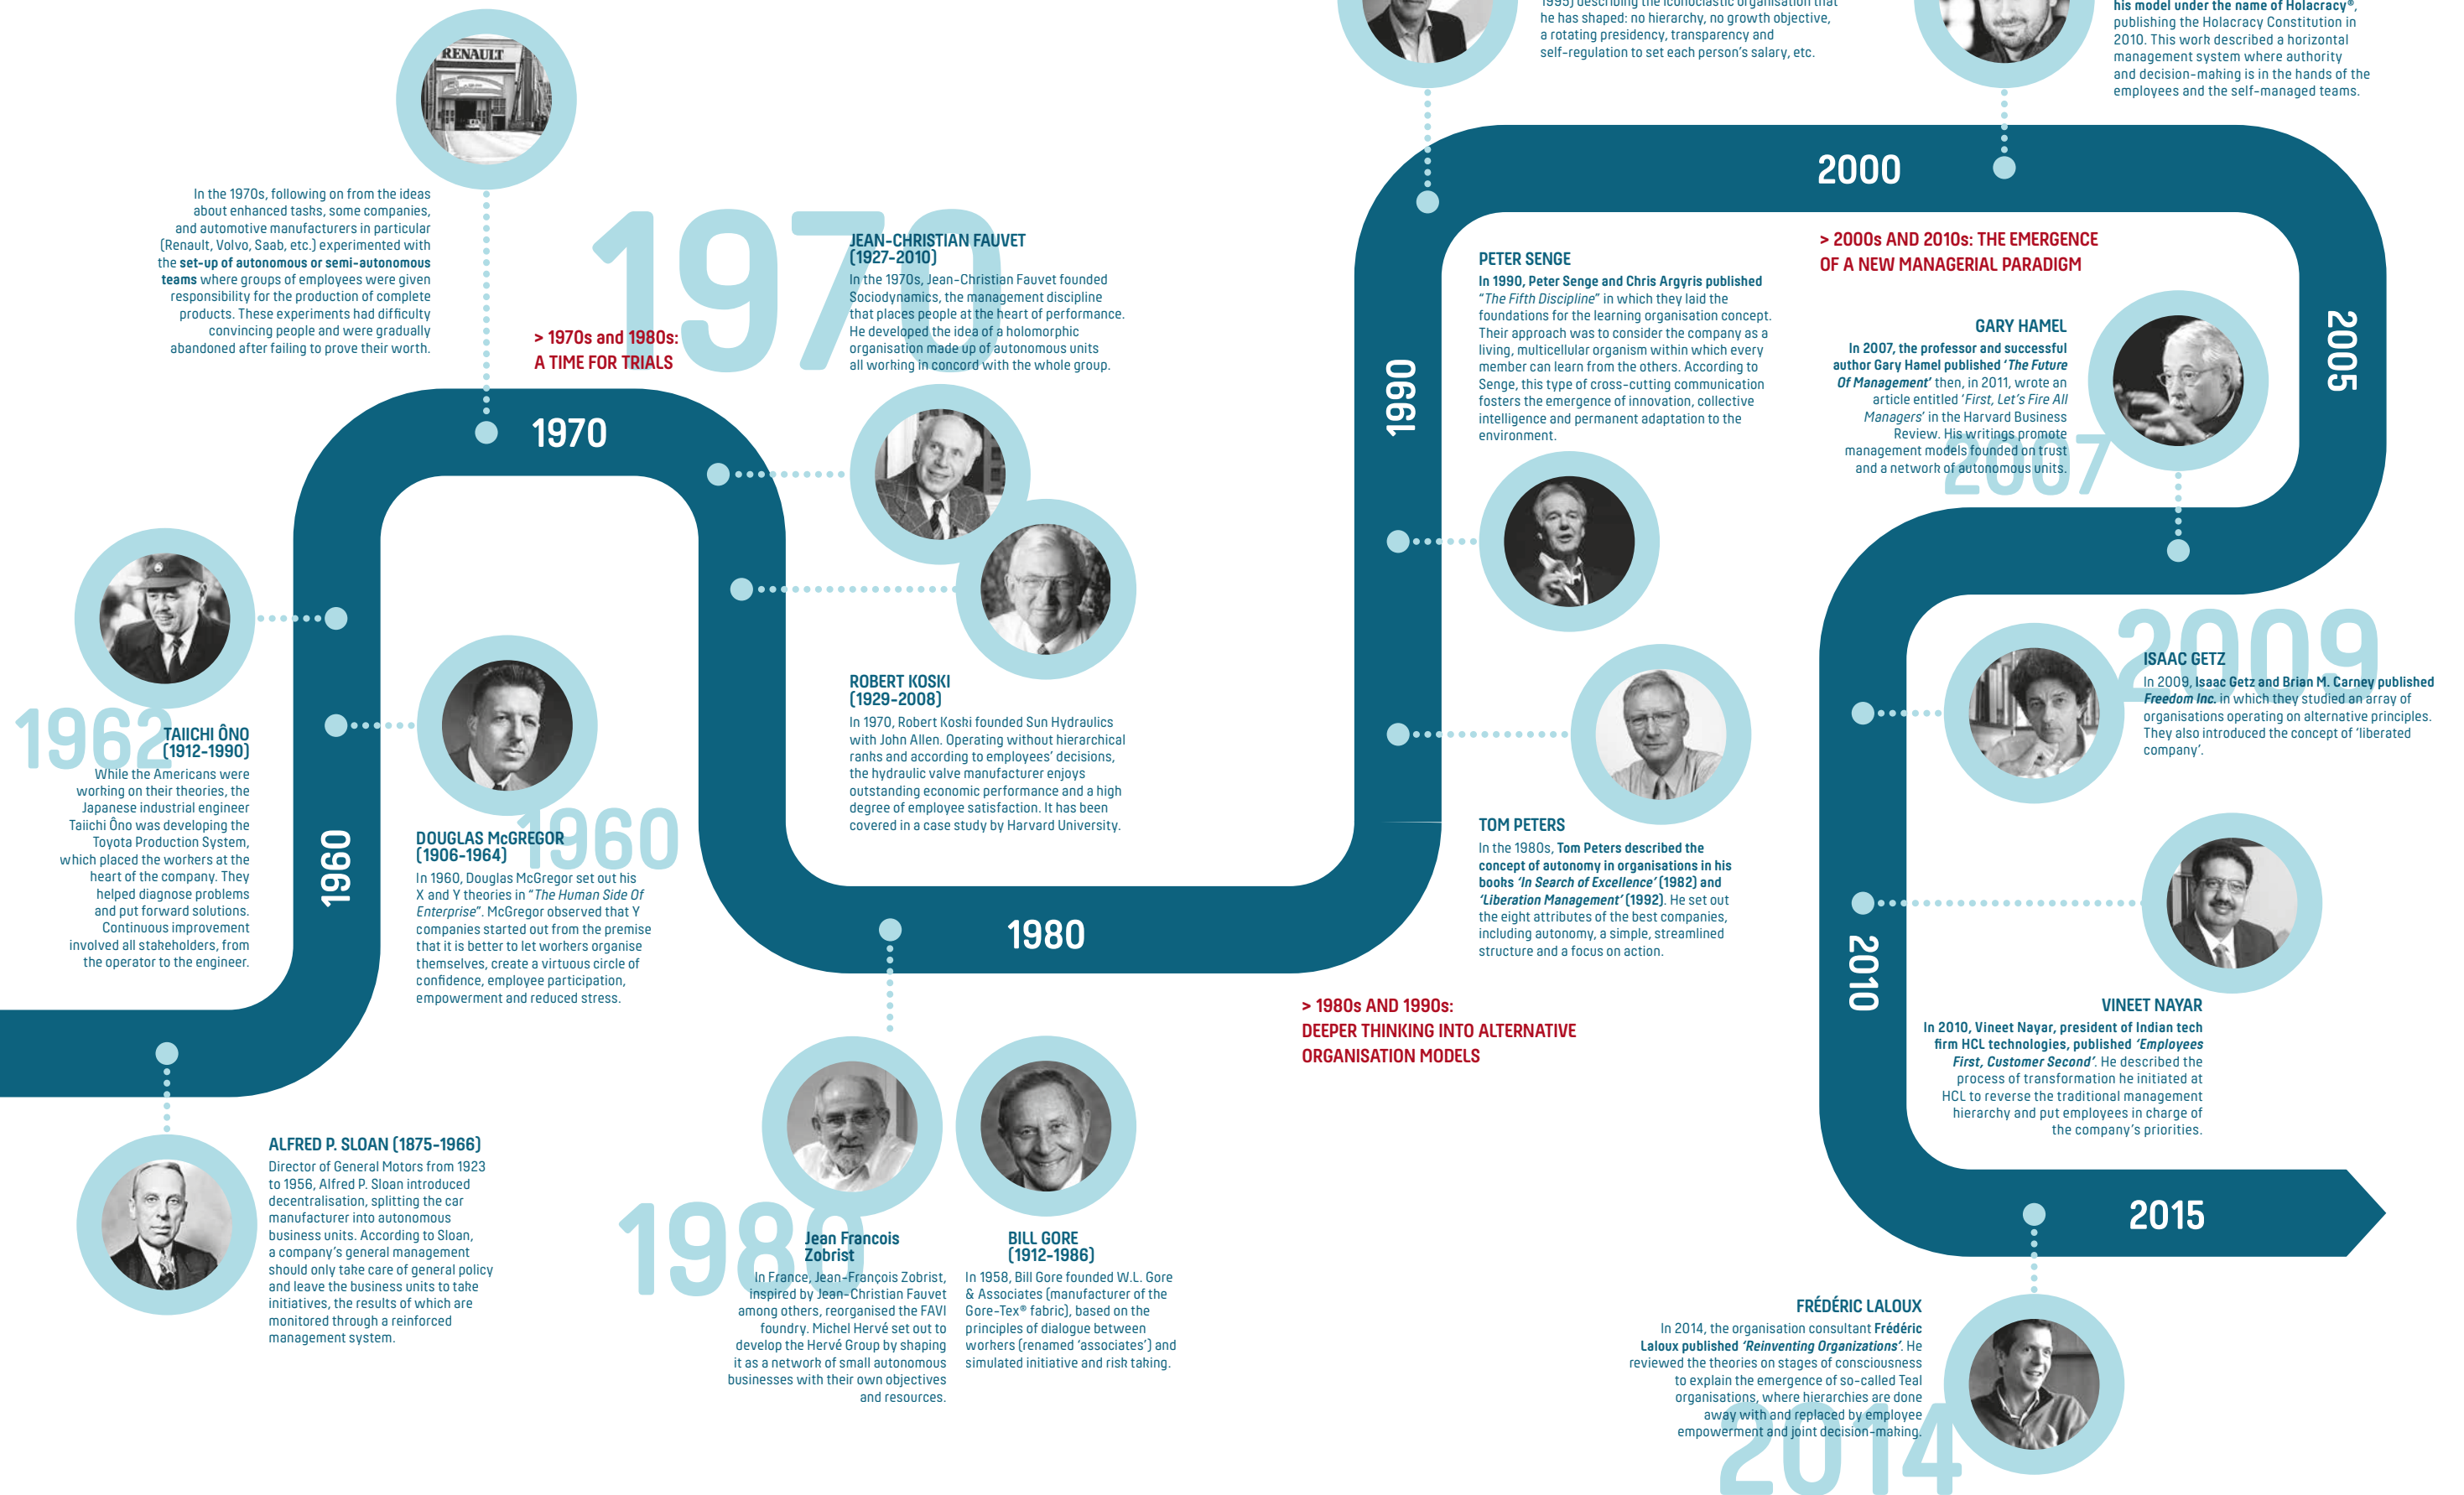 RENAULT
In the 1970s, following on from the ideas
about enhanced tasks, some companies,
and automotive manufacturers in particular
(Renault, Volvo, Saab, etc.) experimented with
the set-up of autonomous or semi-autonomous
teams where groups of employees were given
responsibility for the production of complete
products. These experiments had difficulty
convincing people and were gradually
abandoned after failing to prove their worth.
> 1970s and 1980s:
A TIME FOR TRIALS
1970
1970
JEAN-CHRISTIAN FAUVET
(1927-2010)
In the 1970s, Jean-Christian Fauvet founded
Sociodynamics, the management discipline
that places people at the heart of performance.
He developed the idea of a holomorphic
organisation made up of autonomous units
all working in concord with the whole group.
1962
TAIICHI ÔNO
(1912-1990)
While the Americans were
working on their theories, the
Japanese industrial engineer
Taiichi Ôno was developing the
Toyota Production System,
which placed the workers at the
heart of the company. They
helped diagnose problems
and put forward solutions.
Continuous improvement
involved all stakeholders, from
the operator to the engineer.
1960
1960
DOUGLAS McGREGOR
(1906-1964)
In 1960, Douglas McGregor set out his
X and Y theories in “The Human Side Of
Enterprise”. McGregor observed that Y
companies started out from the premise
that it is better to let workers organise
themselves, create a virtuous circle of
confidence, employee participation,
empowerment and reduced stress.
ROBERT KOSKI
(1929-2008)
In 1970, Robert Koshi founded Sun Hydraulics
with John Allen. Operating without hierarchical
ranks and according to employees’ decisions,
the hydraulic valve manufacturer enjoys
outstanding economic performance and a high
degree of employee satisfaction. It has been
covered in a case study by Harvard University.
ALFRED P. SLOAN (1875-1966)
Director of General Motors from 1923
to 1956, Alfred P. Sloan introduced
decentralisation, splitting the car
manufacturer into autonomous
business units. According to Sloan,
a company’s general management
should only take care of general policy
and leave the business units to take
initiatives, the results of which are
monitored through a reinforced
management system.
1980
1980
Jean Francois
Zobrist
In France, Jean-François Zobrist,
inspired by Jean-Christian Fauvet
among others, reorganised the FAVI
foundry. Michel Hervé set out to
develop the Hervé Group by shaping
it as a network of small autonomous
businesses with their own objectives
and resources.
BILL GORE
(1912-1986)
In 1958, Bill Gore founded W.L. Gore
& Associates (manufacturer of the
Gore-Tex® fabric), based on the
principles of dialogue between
workers (renamed ‘associates’) and
simulated initiative and risk taking.
> 1980s AND 1990s:
DEEPER THINKING INTO ALTERNATIVE
ORGANISATION MODELS
1990
1995) describing the iconoclastic organisation that
he has shaped: no hierarchy, no growth objective,
a rotating presidency, transparency and
self-regulation to set each person’s salary, etc.
PETER SENGE
In 1990, Peter Senge and Chris Argyris published
“The Fifth Discipline” in which they laid the
foundations for the learning organisation concept.
Their approach was to consider the company as a
living, multicellular organism within which every
member can learn from the others. According to
Senge, this type of cross-cutting communication
fosters the emergence of innovation, collective
intelligence and permanent adaptation to the
environment.
TOM PETERS
In the 1980s, Tom Peters described the
concept of autonomy in organisations in his
books ‘In Search of Excellence’ (1982) and
‘Liberation Management’ (1992). He set out
the eight attributes of the best companies,
including autonomy, a simple, streamlined
structure and a focus on action.
2000
his model under the name of Holacracy®,
publishing the Holacracy Constitution in
2010. This work described a horizontal
management system where authority
and decision-making is in the hands of the
employees and the self-managed teams.
> 2000s AND 2010s: THE EMERGENCE
OF A NEW MANAGERIAL PARADIGM
2005
GARY HAMEL
In 2007, the professor and successful
author Gary Hamel published ‘The Future
Of Management’ then, in 2011, wrote an
article entitled ‘First, Let’s Fire All
Managers’ in the Harvard Business
Review. His writings promote
management models founded on trust
and a network of autonomous units.
2007
2009
ISAAC GETZ
In 2009, Isaac Getz and Brian M. Carney published
Freedom Inc. in which they studied an array of
organisations operating on alternative principles.
They also introduced the concept of ‘liberated
company’.
2010
VINEET NAYAR
In 2010, Vineet Nayar, president of Indian tech
firm HCL technologies, published ‘Employees
First, Customer Second’. He described the
process of transformation he initiated at
HCL to reverse the traditional management
hierarchy and put employees in charge of
the company’s priorities.
2015
FRÉDÉRIC LALOUX
In 2014, the organisation consultant Frédéric
Laloux published ‘Reinventing Organizations’. He
reviewed the theories on stages of consciousness
to explain the emergence of so-called Teal
organisations, where hierarchies are done
away with and replaced by employee
empowerment and joint decision-making.
2014